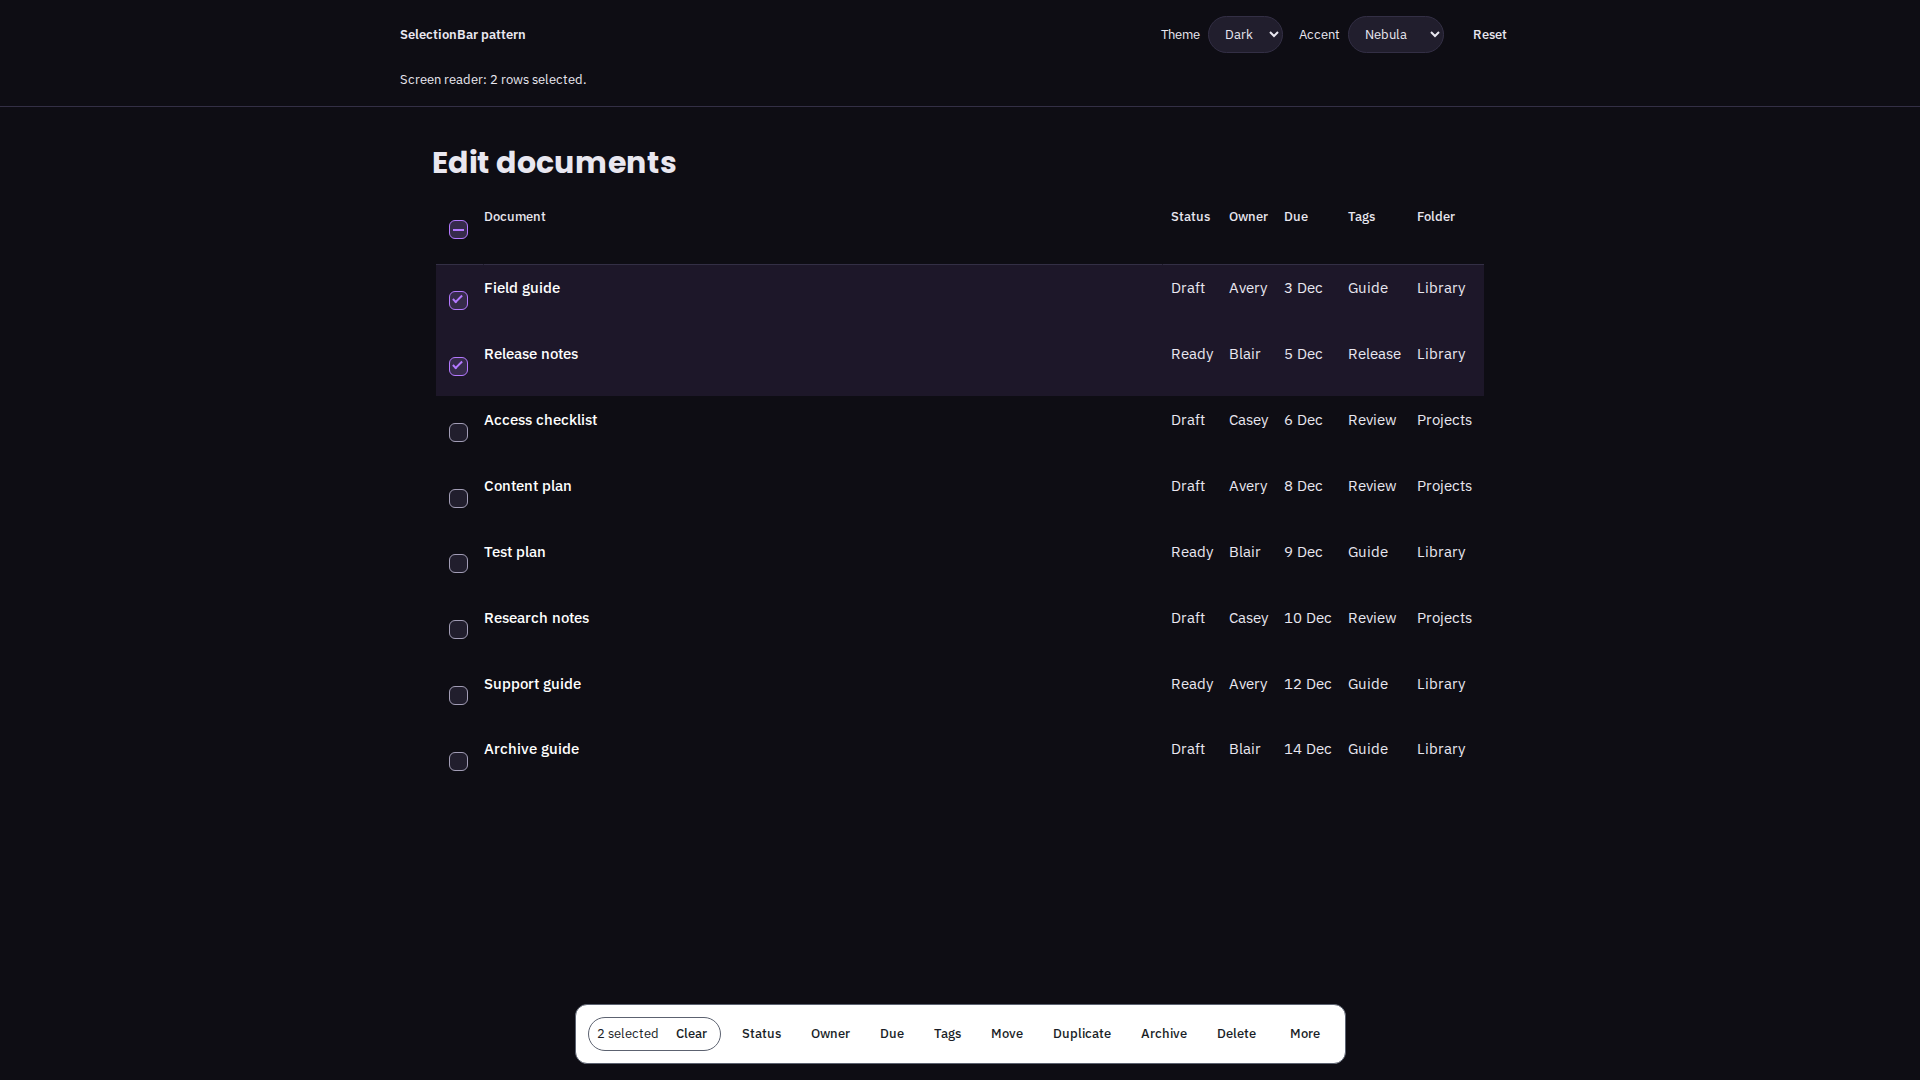 SelectionBar pattern Theme Dark Accent Nebula Reset
Screen reader: 2 rows selected.
Edit documents
Document Status Owner Due Tags Folder
Field guide Draft Avery 3 Dec Guide Library
Release notes Ready Blair 5 Dec Release Library
Access checklist Draft Casey 6 Dec Review Projects
Content plan Draft Avery 8 Dec Review Projects
Test plan Ready Blair 9 Dec Guide Library
Research notes Draft Casey 10 Dec Review Projects
Support guide Ready Avery 12 Dec Guide Library
Archive guide Draft Blair 14 Dec Guide Library
2 selected Clear Status Owner Due Tags Move Duplicate Archive Delete More